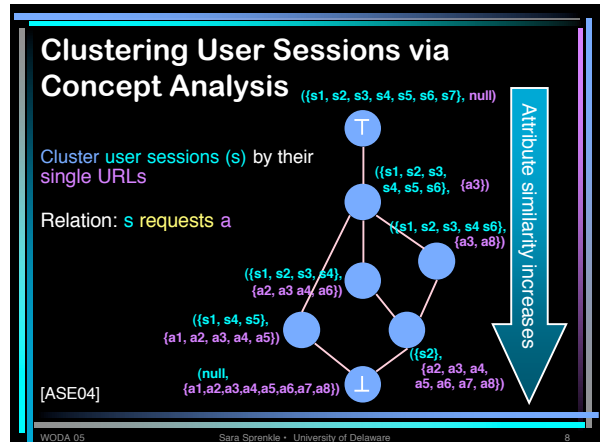 Clustering User Sessions via
Concept Analysis
({s1, s2, s3, s4, s5, s6, s7}, null)
⊤
Cluster user sessions (s) by their
single URLs
({s1, s2, s3,
s4, s5, s6}, {a3})
Relation: s requests a
({s1, s2, s3, s4 s6},
{a3, a8})
({s1, s2, s3, s4},
{a2, a3 a4, a6})
({s1, s4, s5},
{a1, a2, a3, a4, a5})
({s2},
{a2, a3, a4,
a5, a6, a7, a8})
(null,
{a1,a2,a3,a4,a5,a6,a7,a8})
⊥
Attribute similarity increases
[ASE04]
WODA 05 Sara Sprenkle • University of Delaware 8